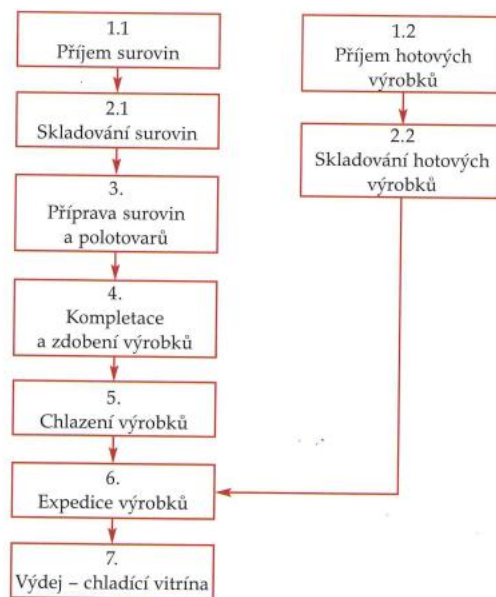 1.1
Příjem surovin
1.2
Příjem hotových
výrobků
2.1
Skladování surovin
2.2
Skladování hotových
výrobků
3.
Příprava surovin
a polotovarů
4.
Kompletace
a zdobení výrobků
5.
Chlazení výrobků
6.
Expedice výrobků
7.
Výdej – chladící vitrína